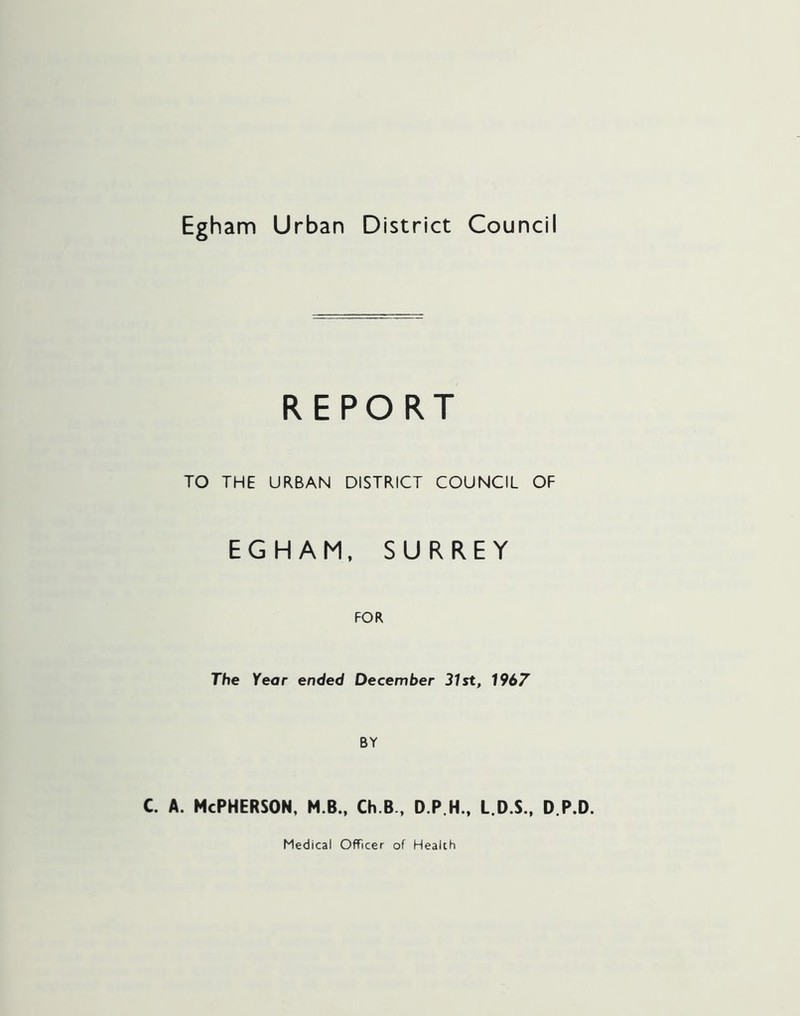 Egham Urban District Council
REPORT
TO THE URBAN DISTRICT COUNCIL OF
EGHAM, SURREY
FOR
The Year ended December 31st, 1967
BY
C. A. McPHERSON, M.B., Ch.B., D.P.H., L.D.S., D.P.D.
Medical Officer of Health